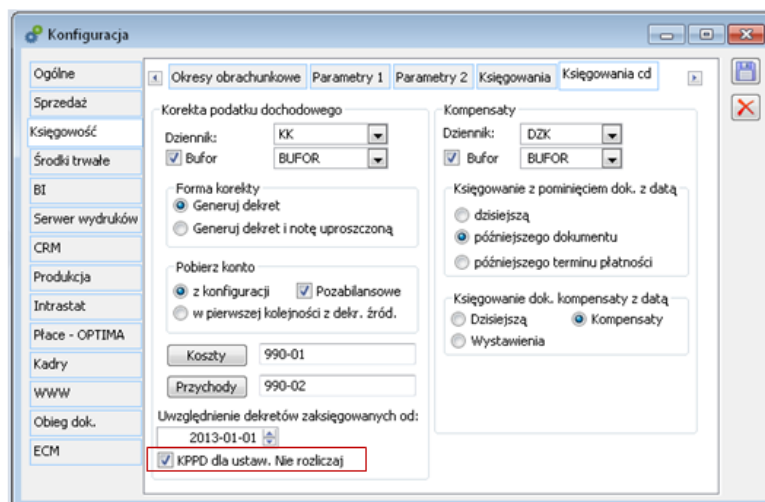 Konfiguracja
Ogólne
Sprzedaż
Księgowość
Środki trwałe
BI
Serwer wydruków
CRM
Produkcja
Intrastat
Płace - OPTIMA
Kadry
WWW
Obieg dok.
ECM
Okresy obrachunkowe Parametry 1 Parametry 2 Księgowania Księgowania cd
Korekta podatku dochodowego
Dziennik: KK
Bufor BUFOR
Forma korekty
Generuj dekret
Generuj dekret i notę uproszczoną
Pobierz konto
z konfiguracji Pozabilansowe
w pierwszej kolejności z dekr. źród.
Koszty 990-01
Przychody 990-02
Uwzględnienie dekretów zaksięgowanych od:
2013-01-01
KPPD dla ustaw. Nie rozliczaj
Kompensaty
Dziennik: DZK
Bufor BUFOR
Księgowanie z pominięciem dok. z datą
dzisiejszą
późniejszego dokumentu
późniejszego terminu płatności
Księgowanie dok. kompensaty z datą
Dzisiejszą Kompensaty
Wystawienia